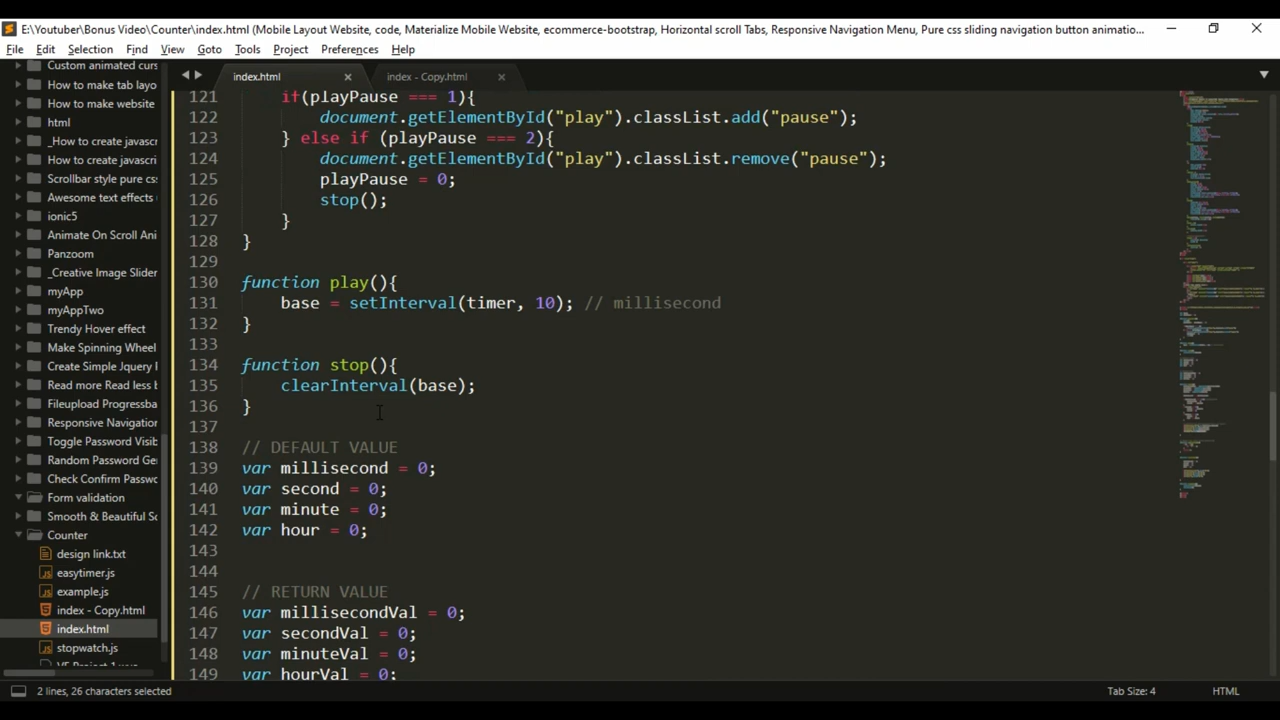 E:\Youtuber\Bonus Video\Counter\index.html (Mobile Layout Website, code, Materialize Mobile Website, ecommerce-bootstrap, Horizontal scroll Tabs, Responsive Navigation Menu, Pure css sliding navigation button animatio...
File Edit Selection Find View Goto Tools Project Preferences Help
index.html
index - Copy.html
Custom animated curs
How to make tab layo
How to make website
html
_How to create javascr
How to create javascri
Scrollbar style pure css
Awesome text effects
ionic5
Animate On Scroll Ani
Panzoom
_Creative Image Slider
myApp
myAppTwo
Trendy Hover effect
Make Spinning Wheel
Create Simple Jquery I
Read more Read less b
Fileupload Progressba
Responsive Navigation
Toggle Password Visib
Random Password Ger
Check Confirm Passwo
Form validation
Smooth & Beautiful Sc
Counter
design link.txt
easytimer.js
example.js
index - Copy.html
index.html
stopwatch.js
121 if(playPause === 1){
122 document.getElementById("play").classList.add("pause");
123 } else if (playPause === 2){
124 document.getElementById("play").classList.remove("pause");
125 playPause = 0;
126 stop();
127 }
128 }
129
130 function play(){
131 base = setInterval(timer, 10); // millisecond
132 }
133
134 function stop(){
135 clearInterval(base);
136 }
137
138 // DEFAULT VALUE
139 var millisecond = 0;
140 var second = 0;
141 var minute = 0;
142 var hour = 0;
143
144
145 // RETURN VALUE
146 var millisecondVal = 0;
147 var secondVal = 0;
148 var minuteVal = 0;
149 var hourVal = 0;
2 lines, 26 characters selected
Tab Size: 4
HTML